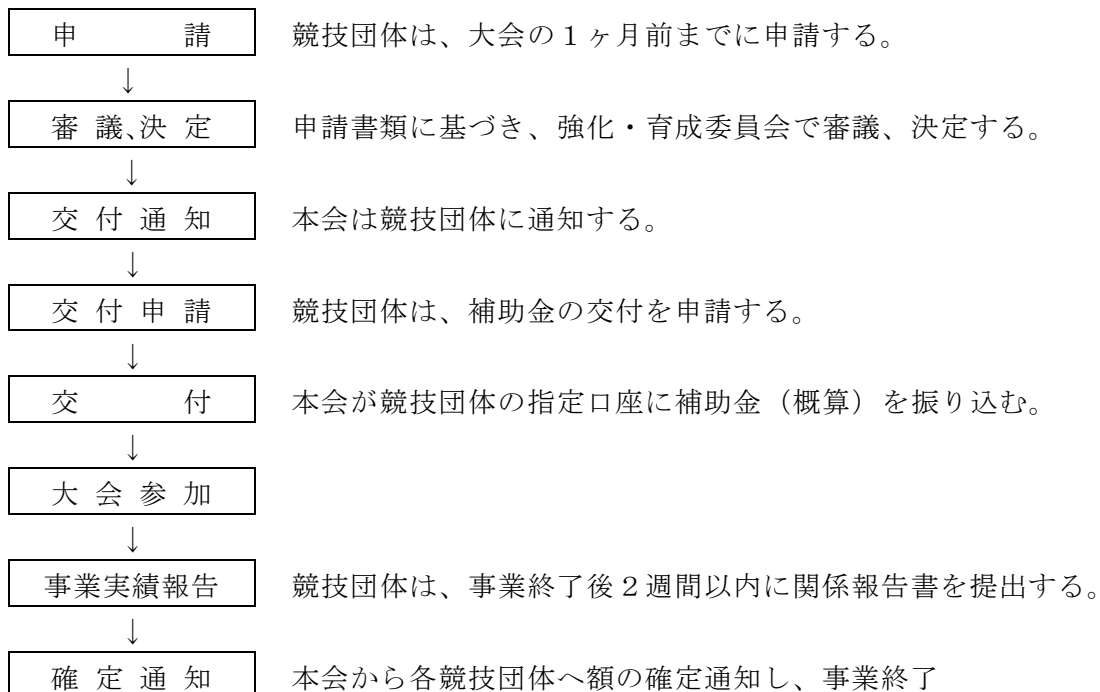 申　　　請　競技団体は、大会の１ヶ月前までに申請する。
↓
審 議、決 定　申請書類に基づき、強化・育成委員会で審議、決定する。
↓
交 付 通 知　本会は競技団体に通知する。
↓
交 付 申 請　競技団体は、補助金の交付を申請する。
↓
交　　　付　本会が競技団体の指定口座に補助金（概算）を振り込む。
↓
大 会 参 加
↓
事業実績報告　競技団体は、事業終了後２週間以内に関係報告書を提出する。
↓
確 定 通 知　本会から各競技団体へ額の確定通知し、事業終了